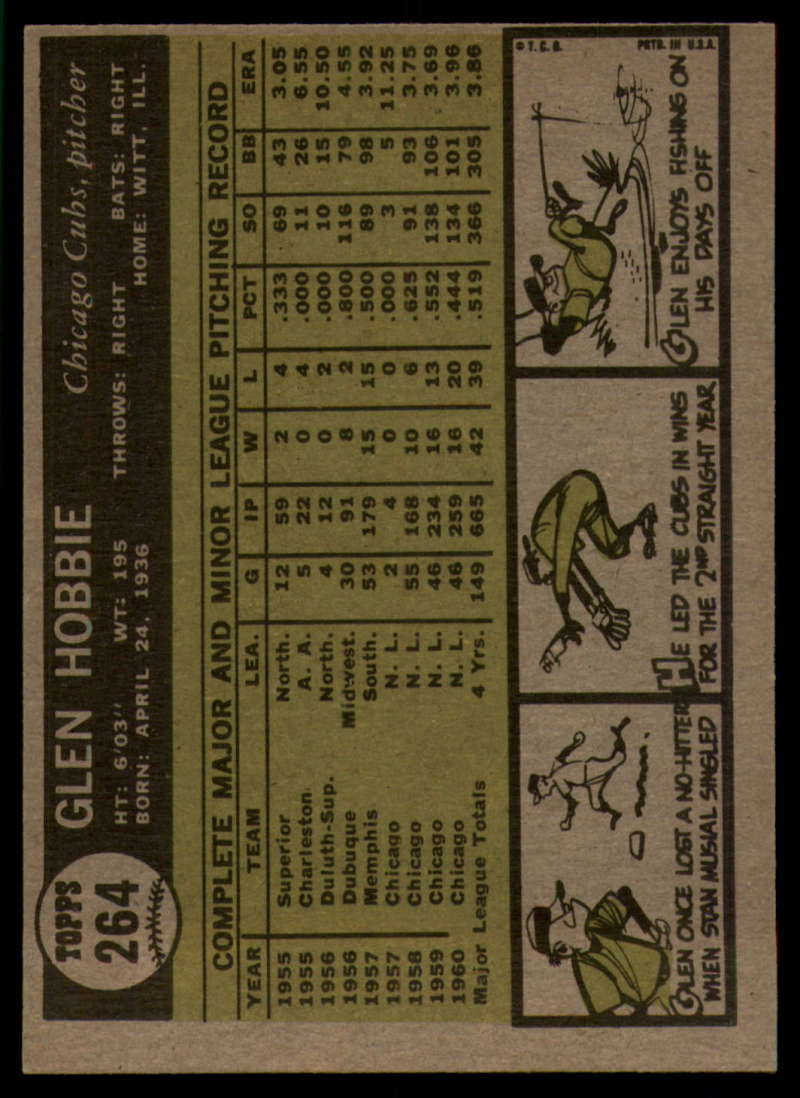 TOPPS
264
GLEN HOBBIE
Chicago Cubs, pitcher
HT: 6'03" WT: 195 THROWS: RIGHT BATS: RIGHT
BORN: APRIL 24, 1936 HOME: WITT, ILL.
COMPLETE MAJOR AND MINOR LEAGUE PITCHING RECORD
YEAR TEAM LEA. G IP W L PCT SO BB ERA
1955 Superior North. 12 59 2 4 .333 69 43 3.05
1955 Charleston A. A. 5 22 0 4 .000 11 26 6.55
1956 Duluth-Sup. North. 4 12 0 2 .000 10 15 10.50
1956 Dubuque Midwest. 30 91 8 2 .800 116 79 4.55
1957 Memphis South. 53 179 15 15 .500 89 98 3.92
1957 Chicago N. L. 2 4 0 0 .000 3 5 11.25
1958 Chicago N. L. 55 168 10 6 .625 91 93 3.75
1959 Chicago N. L. 46 234 16 13 .552 138 106 3.69
1960 Chicago N. L. 46 259 16 20 .444 134 101 3.96
Major League Totals 4 Yrs. 149 665 42 39 .519 366 305 3.86
GLEN ONCE LOST A NO-HITTER
WHEN STAN MUSIAL SINGLED
HE LED THE CUBS IN WINS
FOR THE 2ND STRAIGHT YEAR
© T. C. G. PRTD. IN U.S.A.
GLEN ENJOYS FISHING ON
HIS DAYS OFF